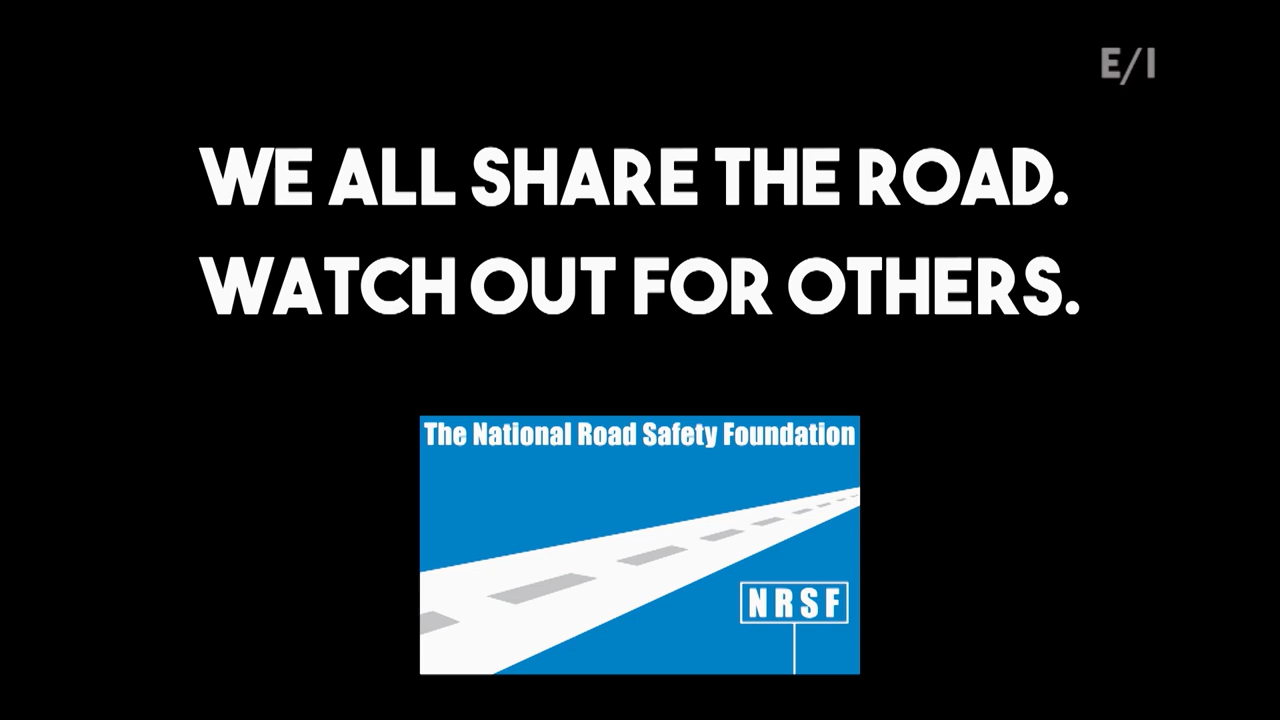 E/I
WE ALL SHARE THE ROAD.
WATCH OUT FOR OTHERS.
The National Road Safety Foundation
NRSF